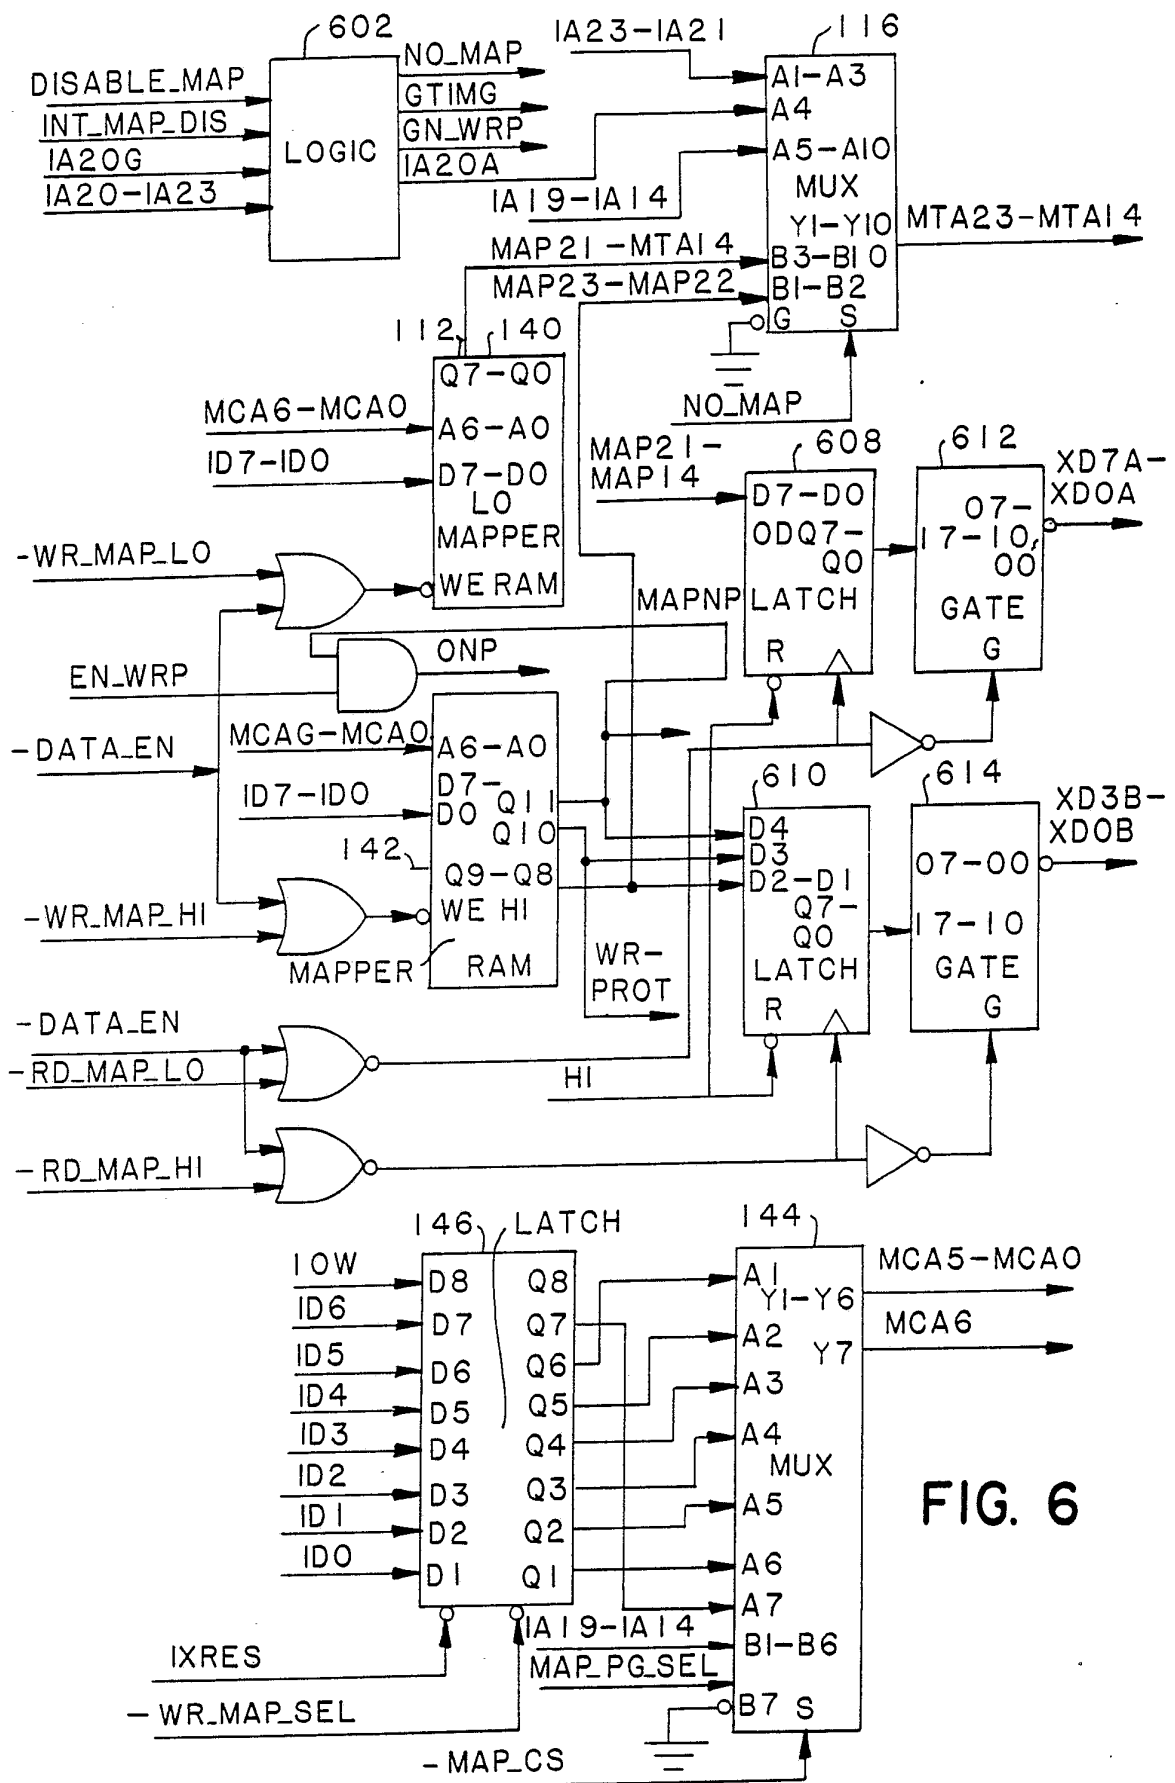 602
DISABLE_MAP
INT_MAP_DIS
IA20G
IA20-IA23
LOGIC
NO_MAP
GTIMG
GN_WRP
IA20A
IA23-IA21
116
A1-A3
A4
A5-A10
MUX
Y1-Y10
B3-B10
B1-B2
G S
IA19-IA14
MTA23-MTA14
MAP21-MTA14
MAP23-MAP22
NO_MAP
112 140
Q7-Q0
A6-A0
D7-D0
LO
MAPPER
WE RAM
MCA6-MCA0
ID7-ID0
-WR_MAP_LO
MAP21-
MAP14
608
D7-D0
ODQ7-
Q0
LATCH
R
612
07-
17-10,
00
GATE
G
XD7A-
XD0A
MAPNP
EN_WRP
ONP
-DATA_EN
MCAG-MCA0
ID7-ID0
142
A6-A0
D7-
D0 Q11
Q10
Q9-Q8
WE HI
RAM
MAPPER
-WR_MAP_HI
WR-
PROT
610
D4
D3
D2-D1
Q7-
Q0
LATCH
R
614
07-00
17-10
GATE
G
XD3B-
XD0B
-DATA_EN
-RD_MAP_LO
HI
-RD_MAP_HI
146
LATCH
IOW
ID6
ID5
ID4
ID3
ID2
ID1
ID0
D8 Q8
D7 Q7
D6 Q6
D5 Q5
D4 Q4
D3 Q3
D2 Q2
D1 Q1
IXRES
-WR_MAP_SEL
144
A1
Y1-Y6
A2
Y7
A3
A4
MUX
A5
A6
A7
B1-B6
B7 S
IA19-IA14
MAP_PG_SEL
-MAP_CS
MCA5-MCA0
MCA6
FIG. 6